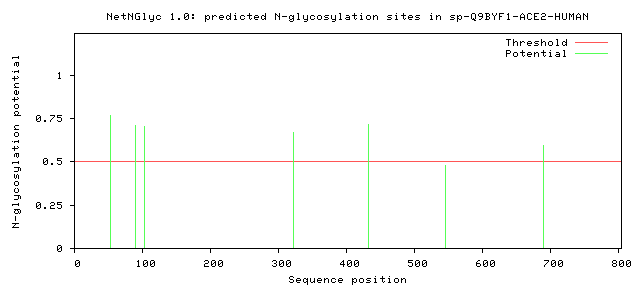 NetNGlyc 1.0: predicted N-glycosylation sites in sp-Q9BYF1-ACE2-HUMAN
Threshold
Potential
N-glycosylation potential
1
0.75
0.5
0.25
0
0 100 200 300 400 500 600 700 800
Sequence position